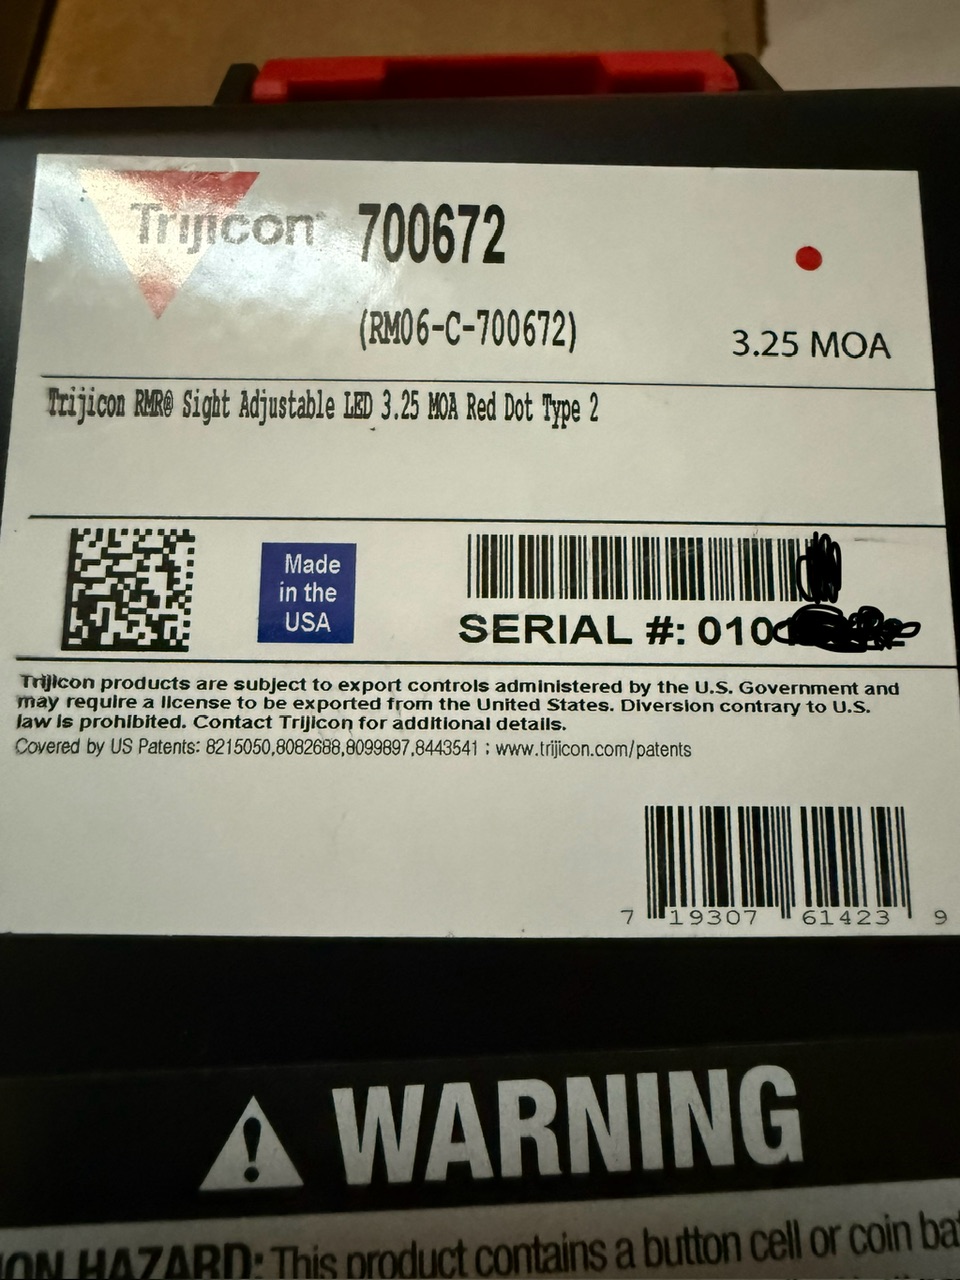 Trijicon® 700672
(RM06-C-700672)
3.25 MOA
Trijicon RMR® Sight Adjustable LED 3.25 MOA Red Dot Type 2
Made
in the
USA
SERIAL #: 010
Trijicon products are subject to export controls administered by the U.S. Government and
may require a license to be exported from the United States. Diversion contrary to U.S.
law is prohibited. Contact Trijicon for additional details.
Covered by US Patents: 8215050,8082688,8099897,8443541 ; www.trijicon.com/patents
7 19307 61423 9
WARNING
HAZARD: This product contains a button cell or coin